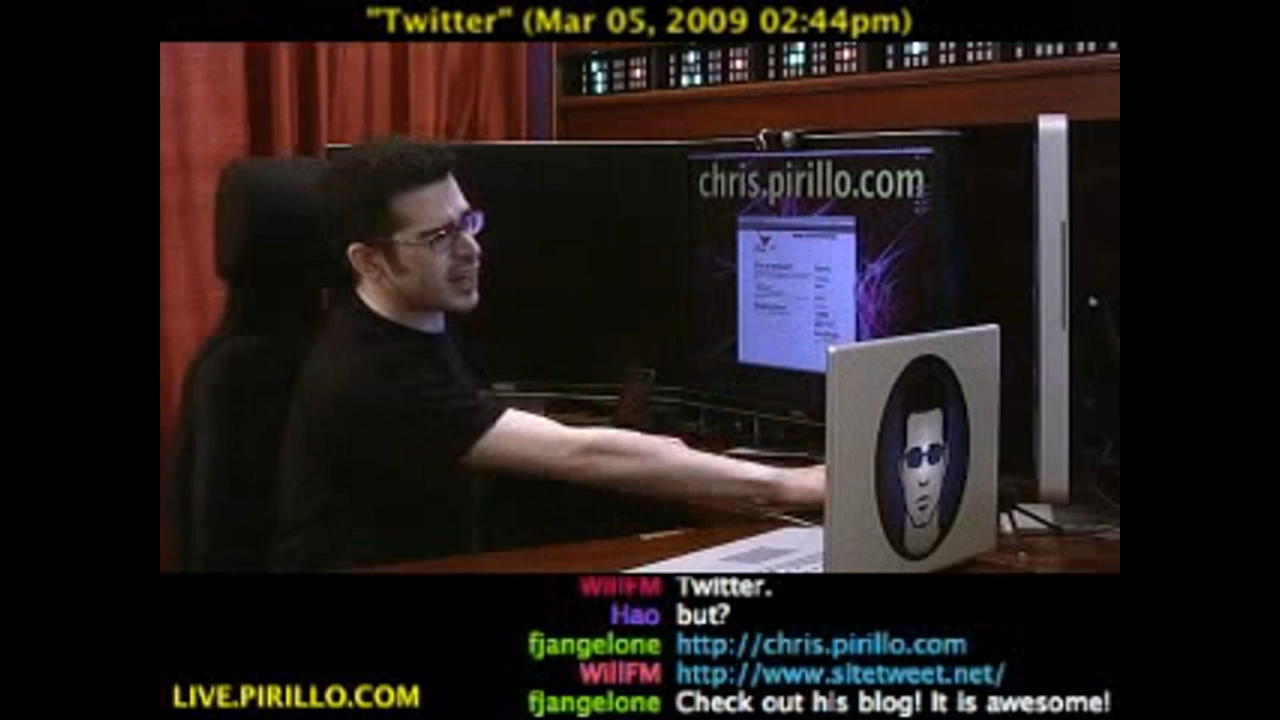 "Twitter" (Mar 05, 2009 02:44pm)
chris.pirillo.com
WillFM Twitter.
Hao but?
fjangelone http://chris.pirillo.com
WillFM http://www.sitetweet.net/
fjangelone Check out his blog! It is awesome!
LIVE.PIRILLO.COM